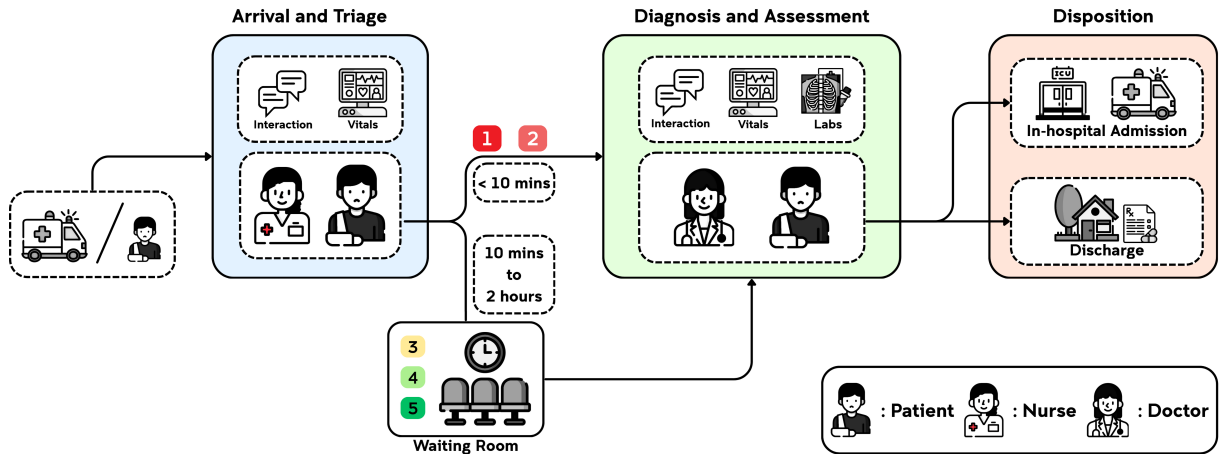 Arrival and Triage
Interaction
Vitals
1
2
< 10 mins
10 mins
to
2 hours
3
4
5
Waiting Room
Diagnosis and Assessment
Interaction
Vitals
Labs
Disposition
ICU
In-hospital Admission
Rx
Discharge
: Patient
: Nurse
: Doctor